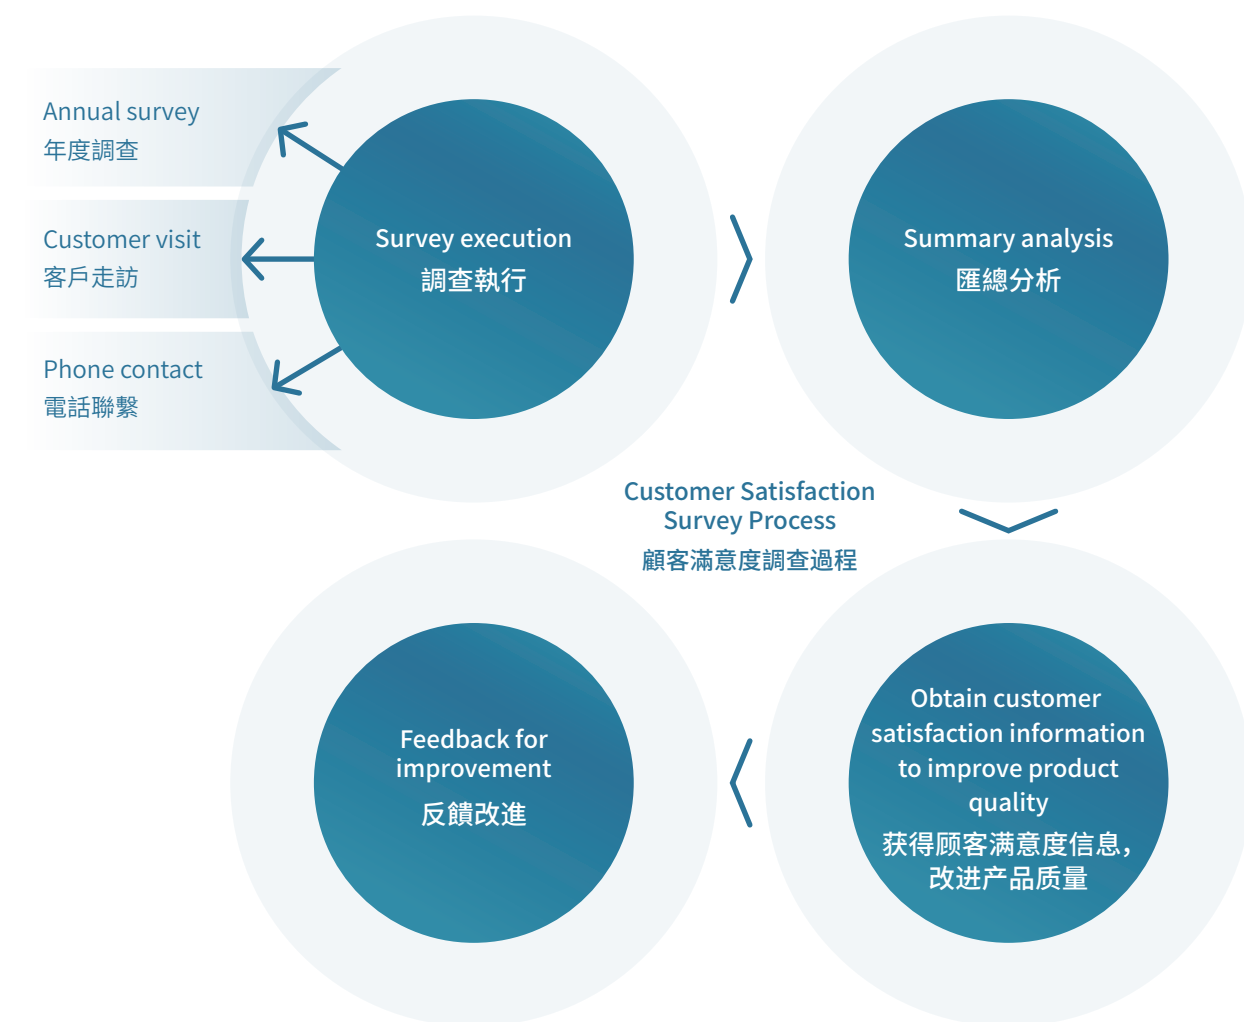 Annual survey
年度調查
Customer visit
客戶走訪
Phone contact
電話聯繫
Survey execution
調查執行
Summary analysis
匯總分析
Customer Satisfaction
Survey Process
顧客滿意度調查過程
Obtain customer
satisfaction information
to improve product
quality
获得顾客满意度信息，
改进产品质量
Feedback for
improvement
反饋改進